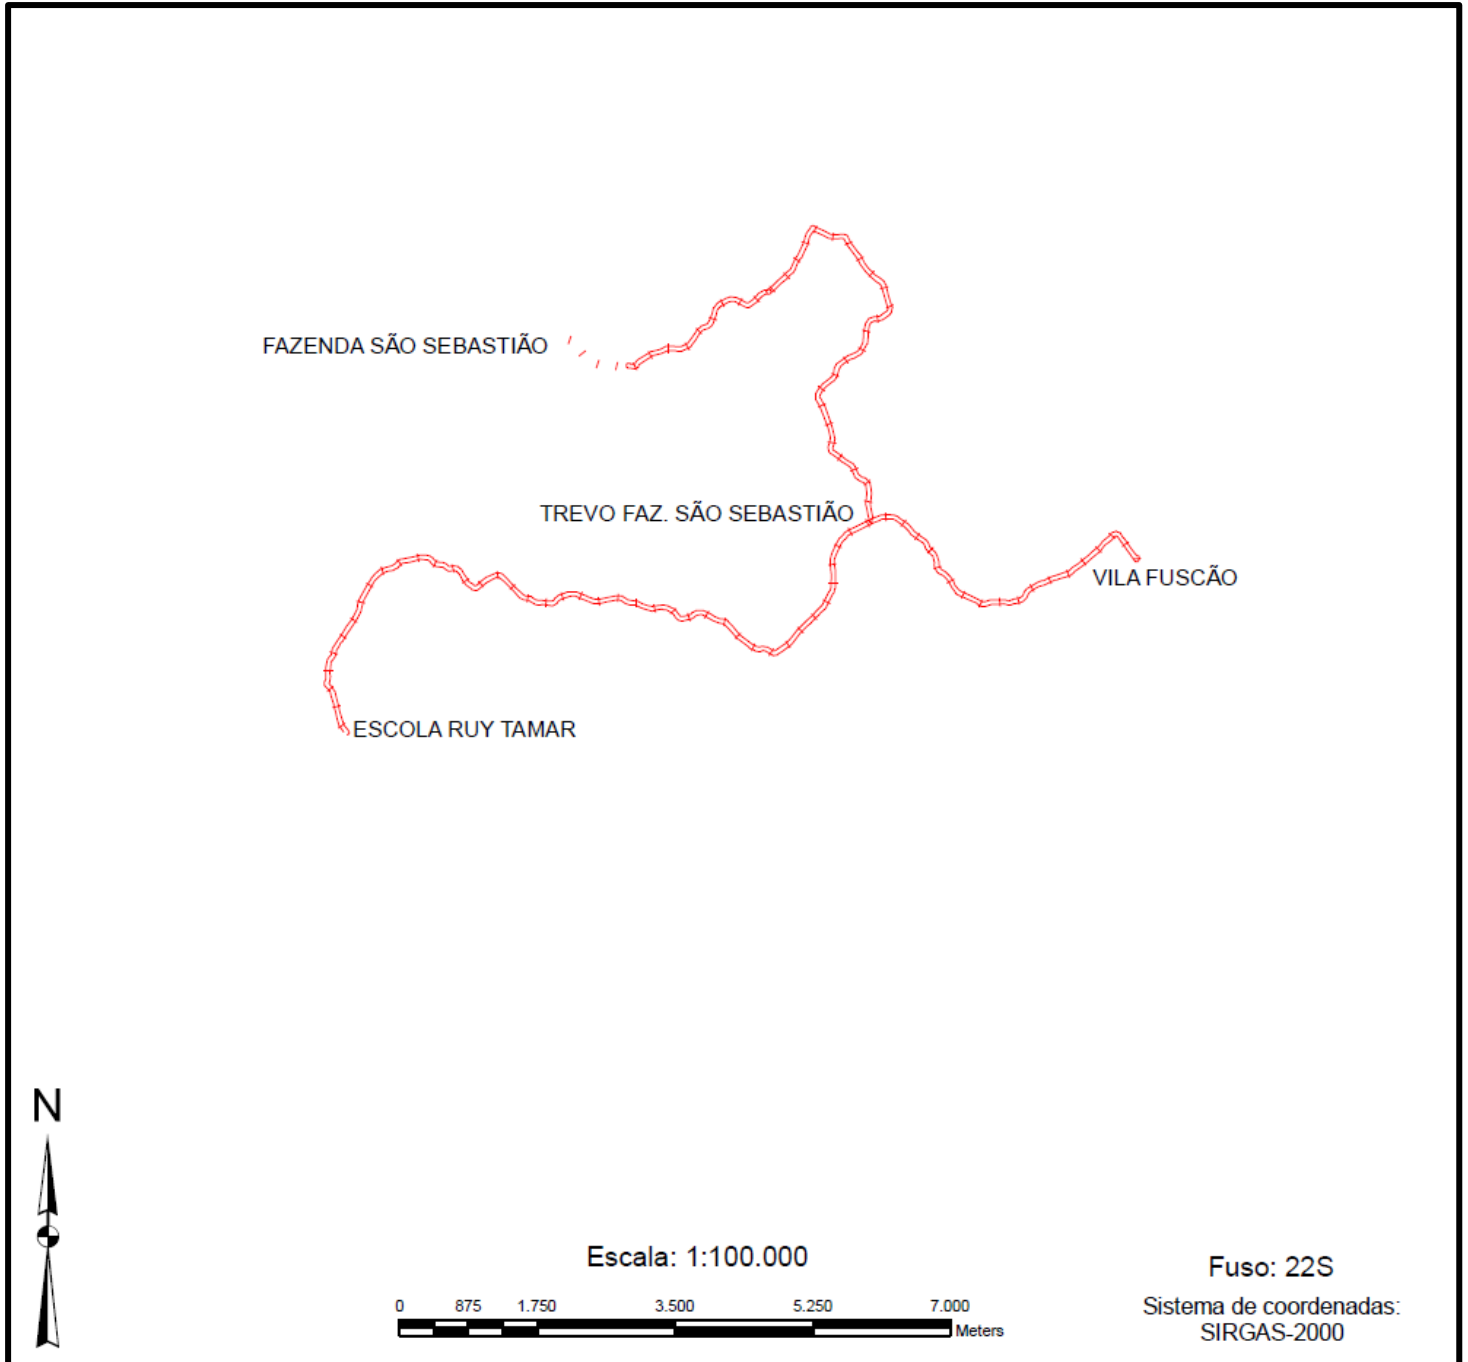 FAZENDA SÃO SEBASTIÃO
TREVO FAZ. SÃO SEBASTIÃO
VILA FUSCÃO
ESCOLA RUY TAMAR
N
Escala: 1:100.000
0 875 1.750 3.500 5.250 7.000
Meters
Fuso: 22S
Sistema de coordenadas:
SIRGAS-2000